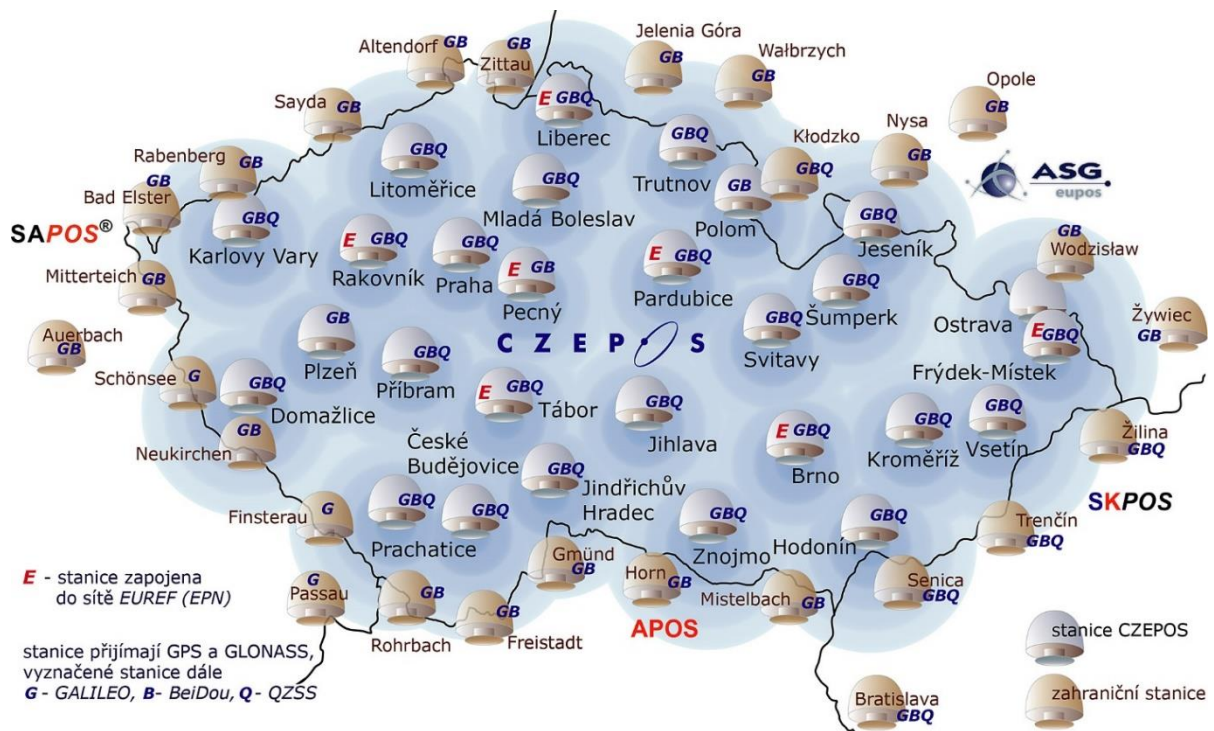 Altendorf
GB
Zittau
GB
Jelenia Góra
GB
Wałbrzych
GB
Opole
GB
Sayda
GB
E GBQ
Liberec
GBQ
Trutnov
Kłodzko
GBQ
Nysa
GB
ASG
eupos
Rabenberg
GB
GBQ
Litoměřice
GBQ
Mladá Boleslav
GB
Polom
GB
Bad Elster
SAPOS®
GBQ
Karlovy Vary
E GBQ
Rakovník
GBQ
Praha
E GB
Pecný
E GBQ
Pardubice
GBQ
Jeseník
GB
Wodzisław
Mitterteich
GB
GBQ
Šumperk
Ostrava
E GBQ
Frýdek-Místek
Żywiec
GB
Auerbach
GB
GB
Plzeň
GBQ
Příbram
CZEPOS
GBQ
Svitavy
Schönsee
G
GBQ
Domažlice
E GBQ
Tábor
GBQ
Jihlava
E GBQ
Brno
GBQ
Kroměříž
GBQ
Vsetín
Žilina
GBQ
Neukirchen
GB
České
Budějovice
GBQ
Jindřichův
Hradec
GBQ
SKPOS
Finsterau
G
GBQ
Prachatice
GBQ
Znojmo
GBQ
Hodonín
Trenčín
GBQ
Gmünd
GB
Horn
GB
Mistelbach
GB
Senica
GBQ
E - stanice zapojena
do sítě EUREF (EPN)
G
Passau
GB
Rohrbach
GB
Freistadt
APOS
stanice CZEPOS
stanice přijímají GPS a GLONASS,
vyznačené stanice dále
G - GALILEO, B- BeiDou, Q - QZSS
Bratislava
GBQ
zahraniční stanice